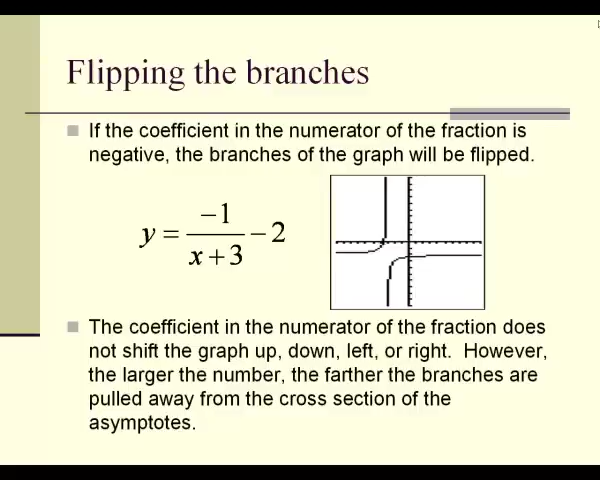 Flipping the branches
If the coefficient in the numerator of the fraction is
negative, the branches of the graph will be flipped.
y = −1/(x + 3) − 2
The coefficient in the numerator of the fraction does
not shift the graph up, down, left, or right.  However,
the larger the number, the farther the branches are
pulled away from the cross section of the
asymptotes.